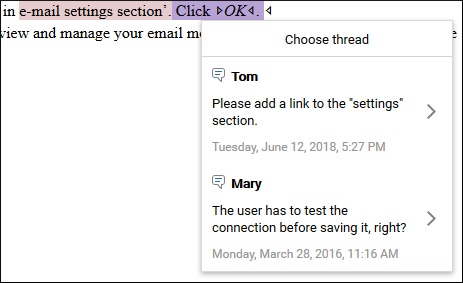 in e-mail settings section’. Click OK.
view and manage your email mo
e
Choose thread
Tom
Please add a link to the "settings"
section.
Tuesday, June 12, 2018, 5:27 PM
Mary
The user has to test the
connection before saving it, right?
Monday, March 28, 2016, 11:16 AM